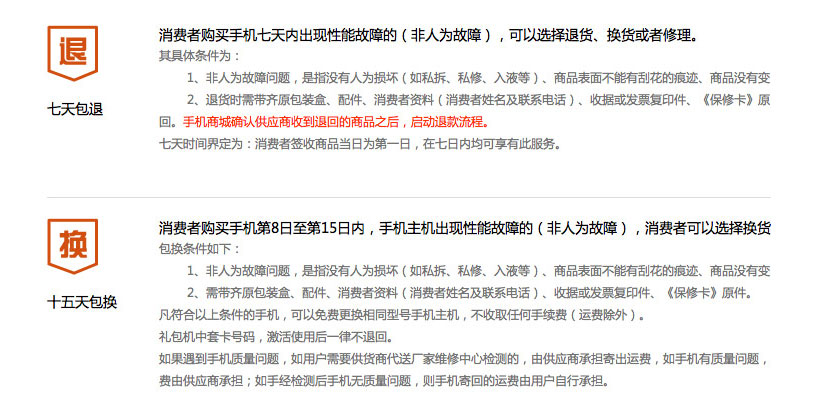 退
七天包退
消费者购买手机七天内出现性能故障的（非人为故障），可以选择退货、换货或者修理。
其具体条件为：
1、非人为故障问题，是指没有人为损坏（如私拆、私修、入液等）、商品表面不能有刮花的痕迹、商品没有变
2、退货时需带齐原包装盒、配件、消费者资料（消费者姓名及联系电话）、收据或发票复印件、《保修卡》原
回。手机商城确认供应商收到退回的商品之后，启动退款流程。
七天时间界定为：消费者签收商品当日为第一日，在七日内均可享有此服务。
换
十五天包换
消费者购买手机第8日至第15日内，手机主机出现性能故障的（非人为故障），消费者可以选择换货
包换条件如下：
1、非人为故障问题，是指没有人为损坏（如私拆、私修、入液等）、商品表面不能有刮花的痕迹、商品没有变
2、需带齐原包装盒、配件、消费者资料（消费者姓名及联系电话）、收据或发票复印件、《保修卡》原件。
凡符合以上条件的手机，可以免费更换相同型号手机主机，不收取任何手续费（运费除外）。
礼包机中套卡号码，激活使用后一律不退回。
如果遇到手机质量问题，如用户需要供货商代送厂家维修中心检测的，由供应商承担寄出运费，如手机有质量问题，
费由供应商承担；如手经检测后手机无质量问题，则手机寄回的运费由用户自行承担。